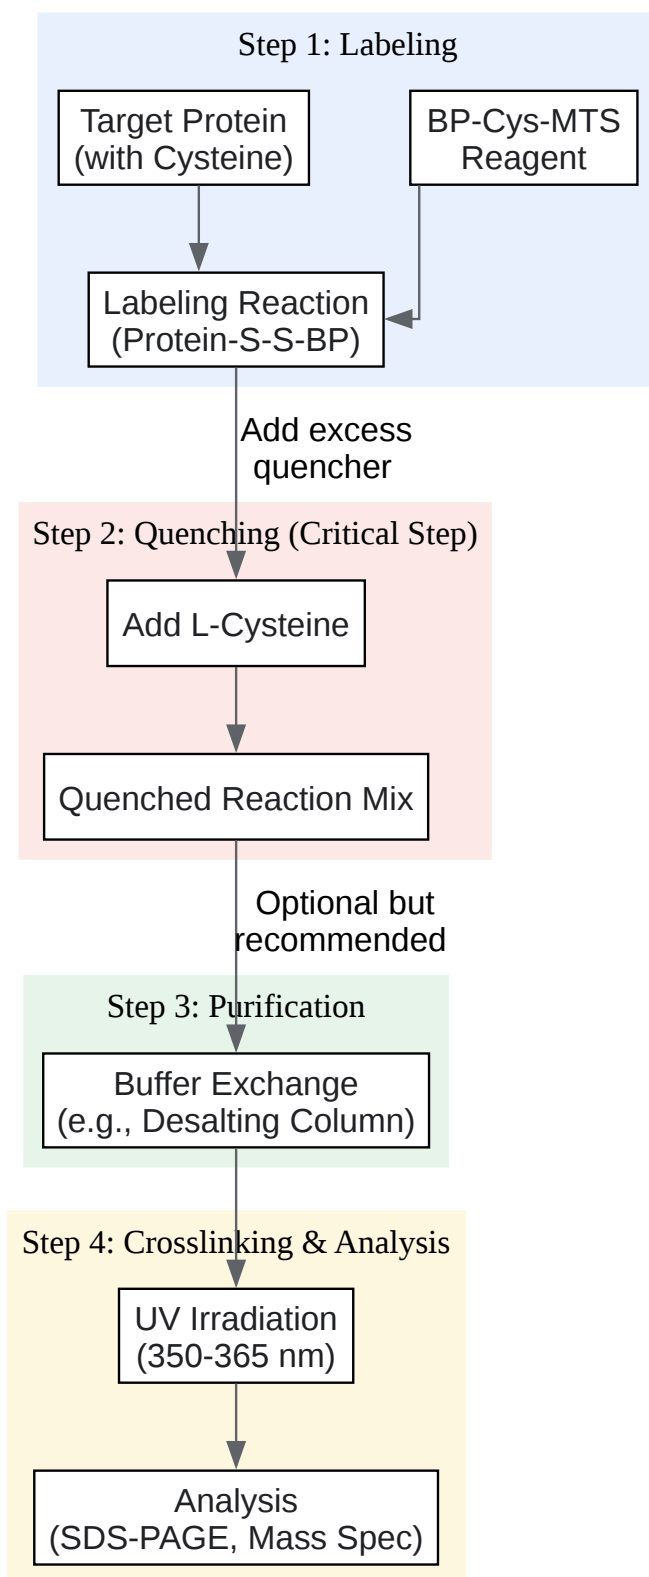 Step 1: Labeling
Target Protein
(with Cysteine)
BP-Cys-MTS
Reagent
Labeling Reaction
(Protein-S-S-BP)
Add excess
quencher
Step 2: Quenching (Critical Step)
Add L-Cysteine
Quenched Reaction Mix
Optional but
recommended
Step 3: Purification
Buffer Exchange
(e.g., Desalting Column)
Step 4: Crosslinking & Analysis
UV Irradiation
(350-365 nm)
Analysis
(SDS-PAGE, Mass Spec)